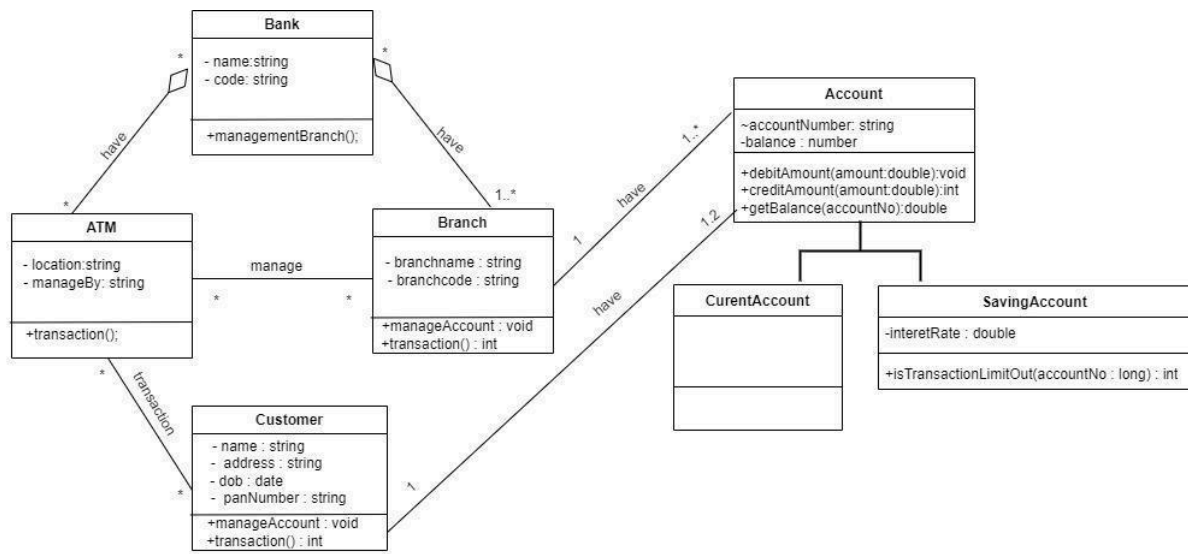 Bank
- name:string
- code: string
+managementBranch();
*
*
have
have
*
1..*
ATM
- location:string
- manageBy: string
+transaction();
manage
*
*
Branch
- branchname : string
- branchcode : string
+manageAccount : void
+transaction() : int
Account
~accountNumber: string
-balance : number
+debitAmount(amount:double):void
+creditAmount(amount:double):int
+getBalance(accountNo):double
1..*
have
1
1.2
have
1
CurentAccount
SavingAccount
-interetRate : double
+isTransactionLimitOut(accountNo : long) : int
*
transaction
*
Customer
- name : string
- address : string
- dob : date
- panNumber : string
+manageAccount : void
+transaction() : int